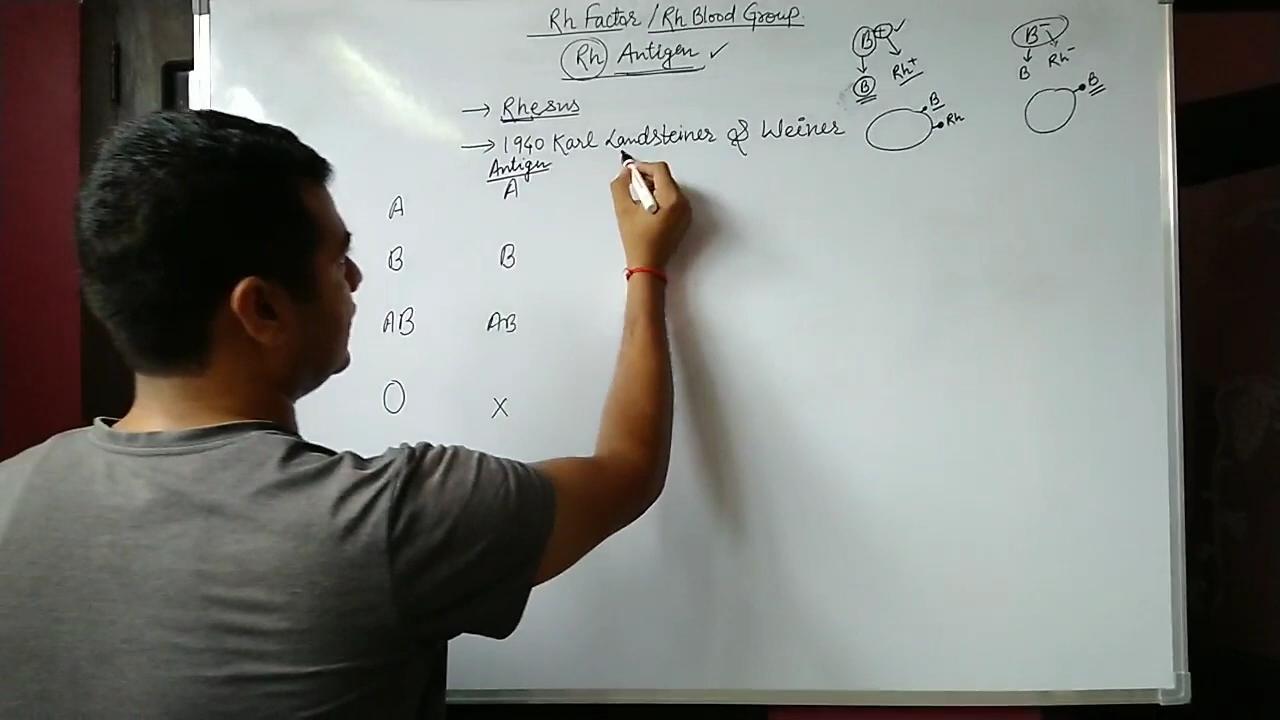 Rh Factor / Rh Blood Group
Rh Antigen ✓
→ Rhesus
→ 1940 Karl Landsteiner & Weiner
Antigen
A A
B B
AB AB
O X
B+ ✓
B Rh+
B
Rh
B-
B Rh-
B